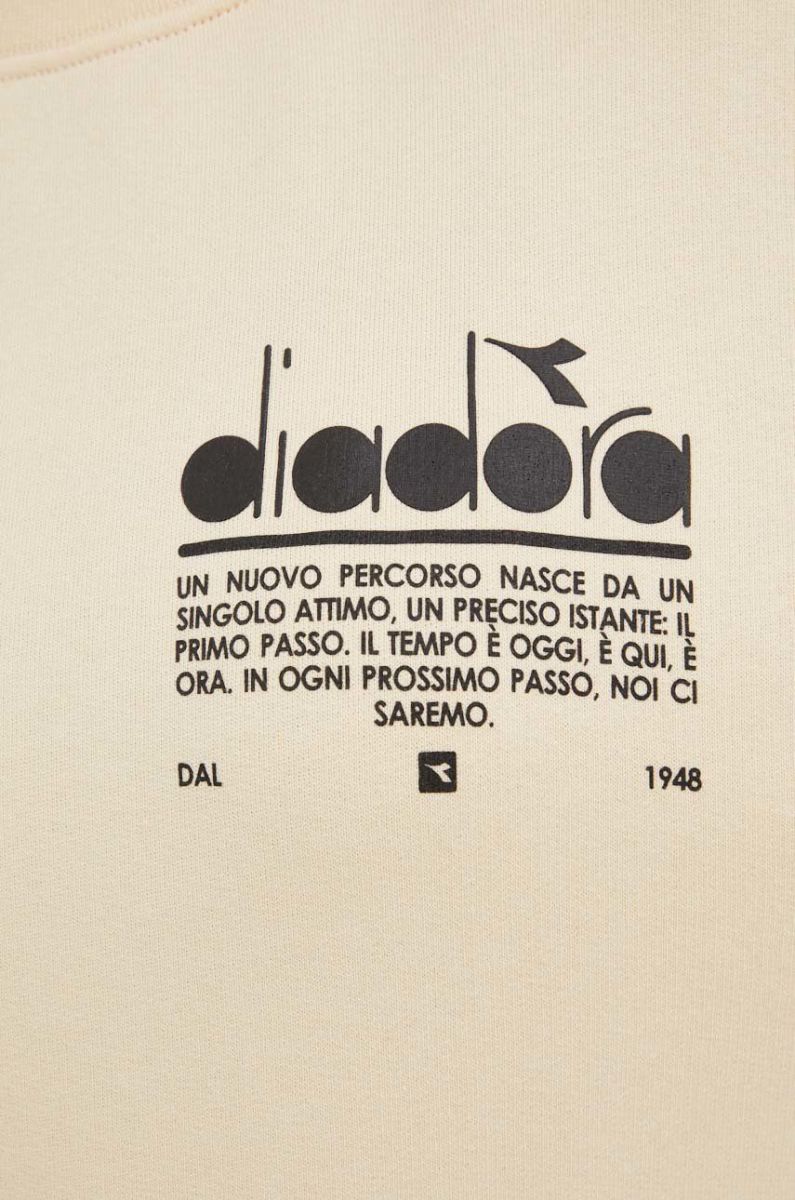 diadora
UN NUOVO PERCORSO NASCE DA UN
SINGOLO ATTIMO, UN PRECISO ISTANTE: IL
PRIMO PASSO. IL TEMPO È OGGI, È QUI, È
ORA. IN OGNI PROSSIMO PASSO, NOI CI
SAREMO.
DAL 1948